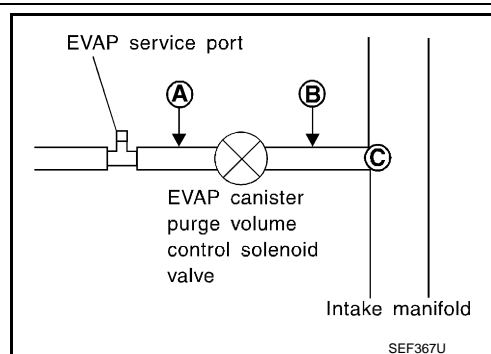 EVAP service port
A
B
C
EVAP canister
purge volume
control solenoid
valve
Intake manifold
SEF367U